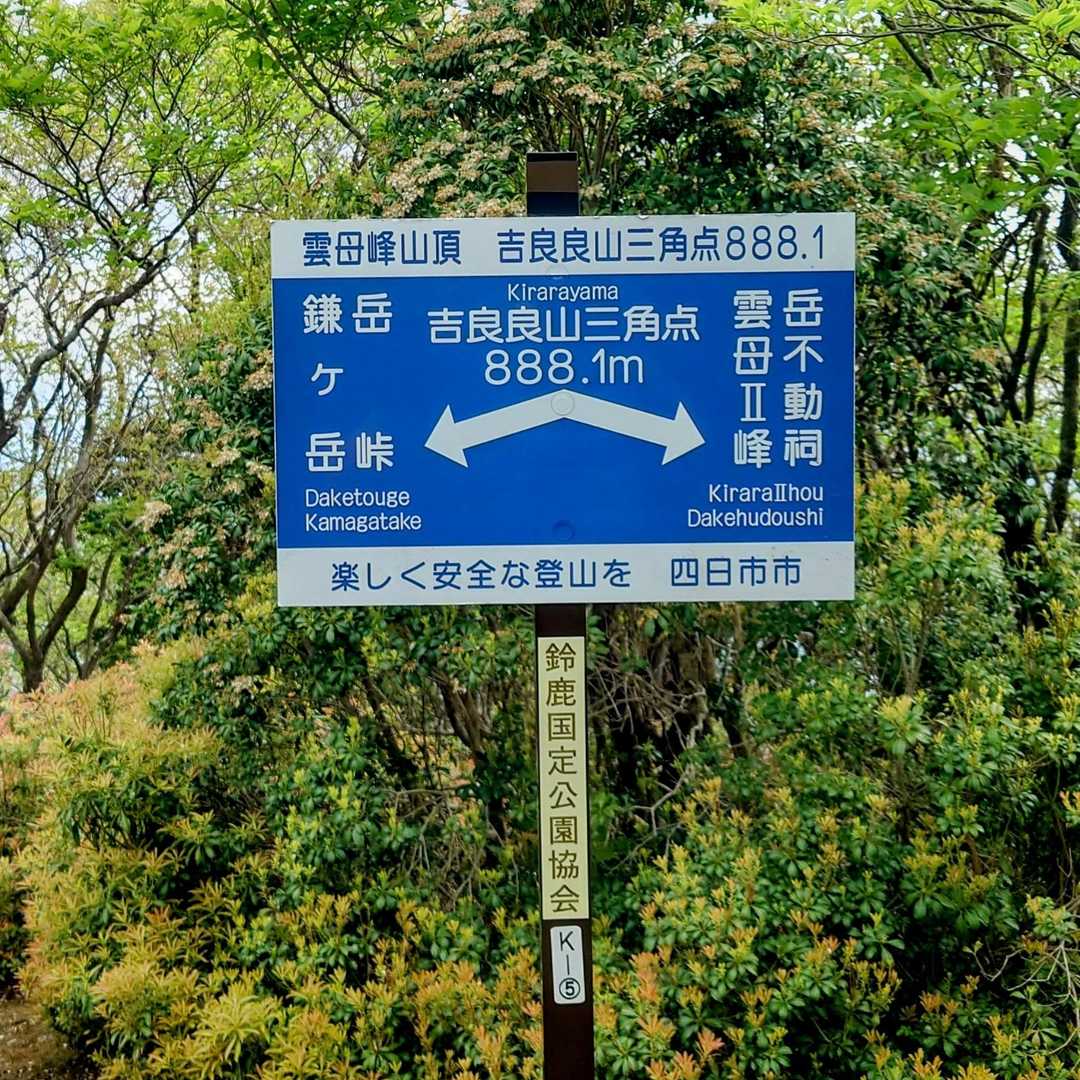 雲母峰山頂 吉良良山三角点888.1
Kirarayama
吉良良山三角点
888.1m
岳峠
鎌ケ岳
Daketouge
Kamagatake
岳不動祠
雲母Ⅱ峰
KiraraⅡhou
Dakehudoushi
楽しく安全な登山を 四日市市
鈴鹿国定公園協会
K-⑤